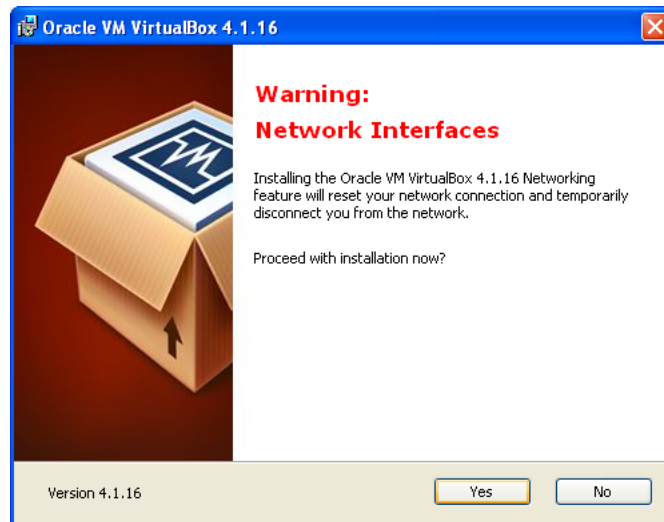 Oracle VM VirtualBox 4.1.16
Warning:
Network Interfaces
Installing the Oracle VM VirtualBox 4.1.16 Networking
feature will reset your network connection and temporarily
disconnect you from the network.
Proceed with installation now?
Version 4.1.16
Yes
No